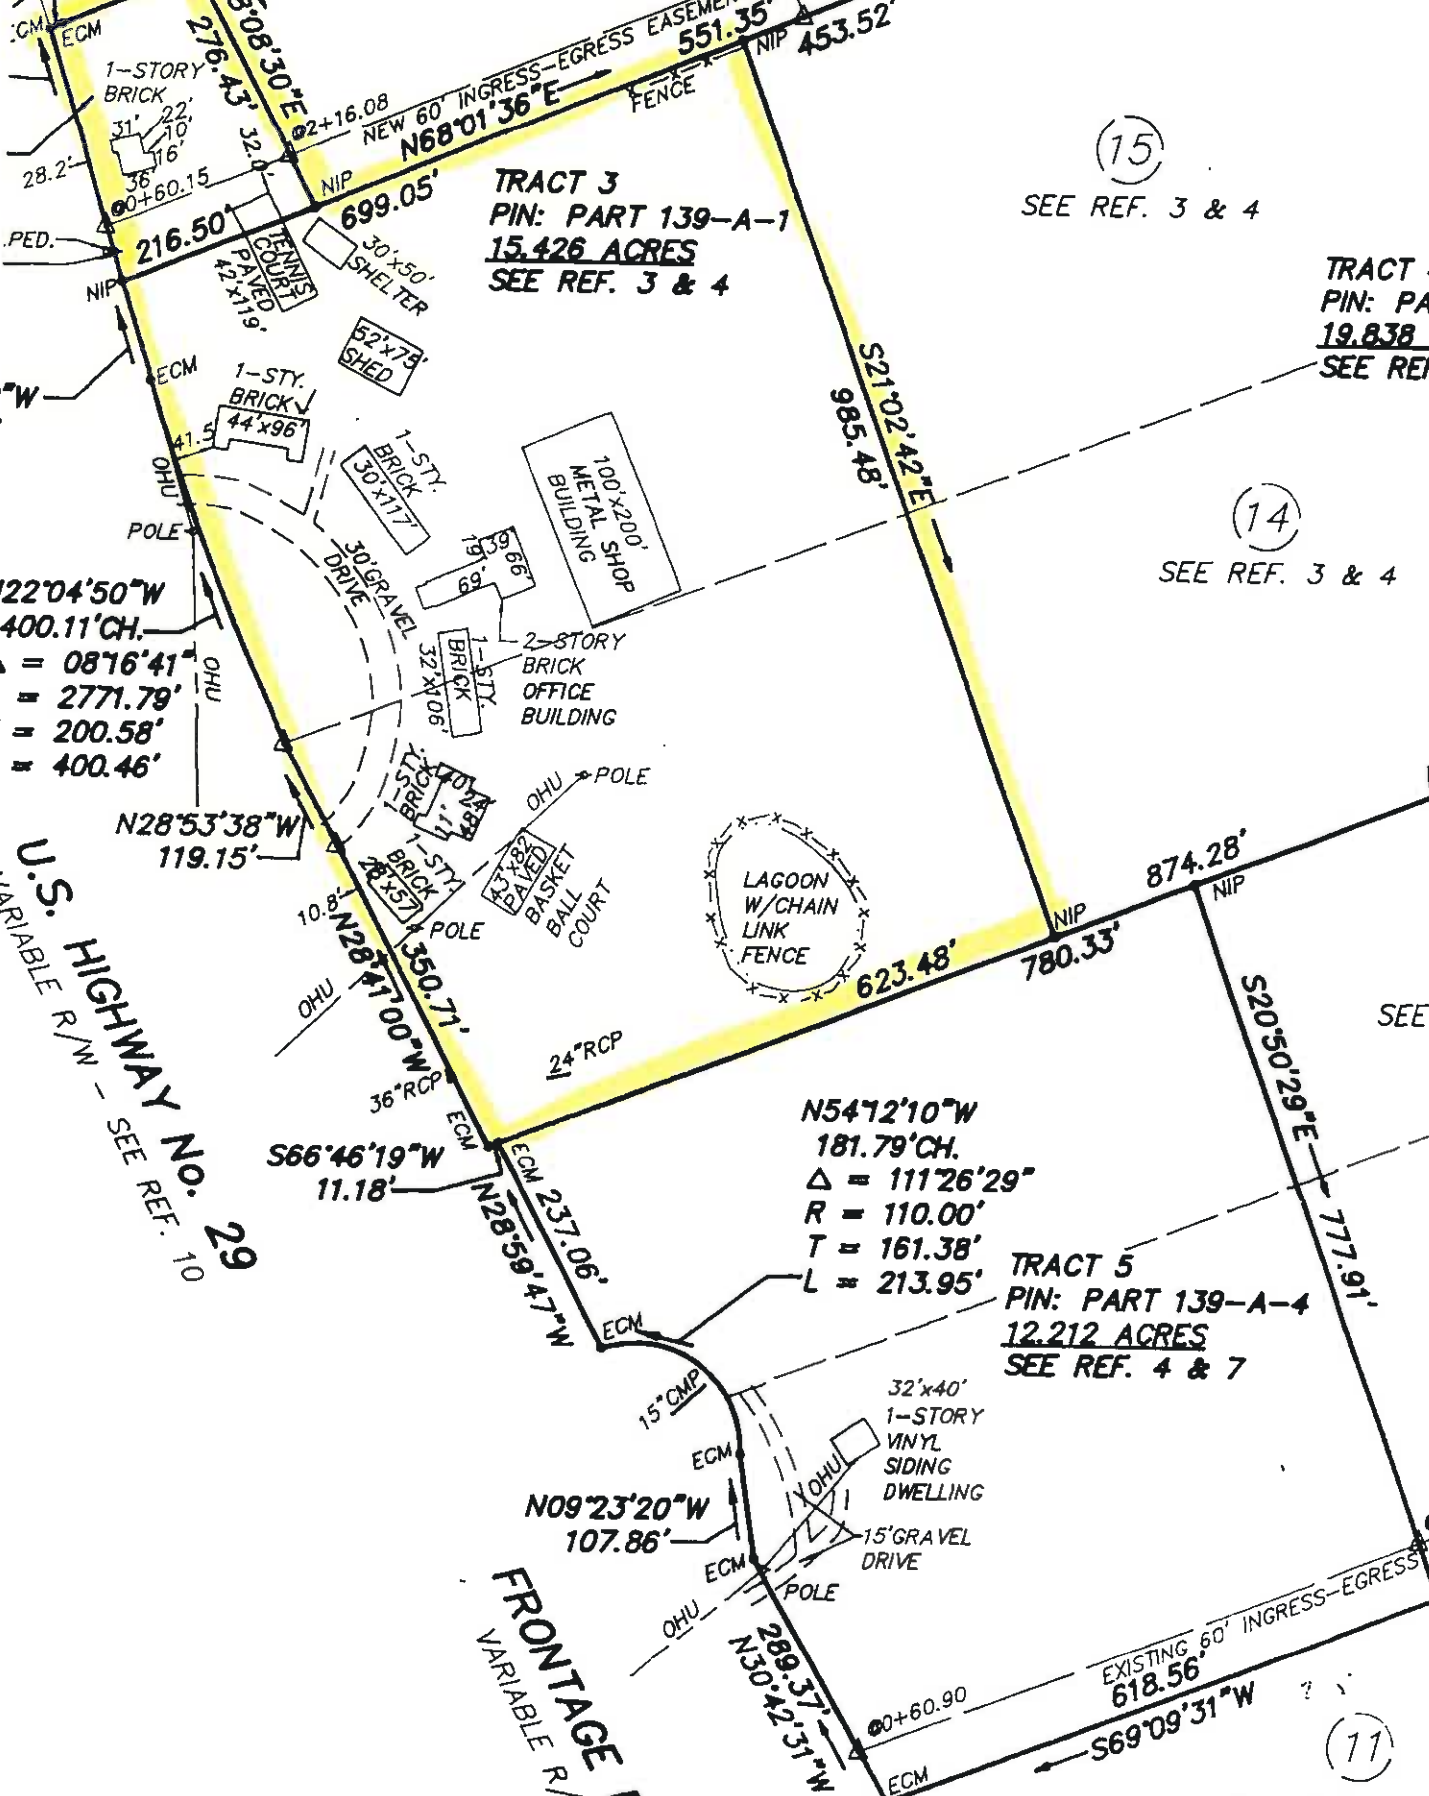 ECM
276.43'
8°08'30"E
1-STORY
BRICK
31'
22'
10'
16'
36'
28.2'
32.0'
02+16.08
NEW 60' INGRESS-EGRESS EASEMEN
N68°01'36"E
551.35'
NIP
453.52'
FENCE
00+60.15
.PED.
216.50'
NIP
699.05'
NIP
TRACT 3
PIN: PART 139-A-1
15.426 ACRES
SEE REF. 3 & 4
15
SEE REF. 3 & 4
TRACT
PIN: PA
19.838
SEE REF
TENNIS
COURT
PAVED
42'x119'
30'x50'
SHELTER
52'x75'
SHED
ECM
"W
1-STY.
BRICK
44'x96'
41.5
OHU
POLE
1-STY.
BRICK
30'x117'
100'x200'
METAL SHOP
BUILDING
S21°02'42"E
985.48'
14
SEE REF. 3 & 4
30'GRAVEL
DRIVE
19'
39'
66'
69'
2-STORY
BRICK
OFFICE
BUILDING
1-STY.
BRICK
32'x106'
N22°04'50"W
400.11'CH.
Δ = 08°16'41"
= 2771.79'
= 200.58'
= 400.46'
OHU
N28°53'38"W
119.15'
1-STY.
BRICK
40'
24'
11'
48'
OHU
POLE
1-STY.
BRICK
28'x57'
43'x82'
PAVED
BASKET
BALL
COURT
POLE
10.8'
OHU
N28°41'00"W
350.71'
LAGOON
W/CHAIN
LINK
FENCE
623.48'
NIP
780.33'
874.28'
NIP
U.S. HIGHWAY No. 29
VARIABLE R/W - SEE REF. 10
24"RCP
36"RCP
ECM
ECM
S66°46'19"W
11.18'
237.06'
N28°59'47"W
N54°12'10"W
181.79'CH.
Δ = 111°26'29"
R = 110.00'
T = 161.38'
L = 213.95'
S20°50'29"E
777.91'
SEE
TRACT 5
PIN: PART 139-A-4
12.212 ACRES
SEE REF. 4 & 7
ECM
15"CMP
ECM
32'x40'
1-STORY
VINYL
SIDING
DWELLING
OHU
N09°23'20"W
107.86'
ECM
15'GRAVEL
DRIVE
POLE
OHU
FRONTAGE
VARIABLE R/
289.37'
N30°42'31"W
00+60.90
EXISTING 60' INGRESS-EGRESS
618.56'
S69°09'31"W
11
ECM